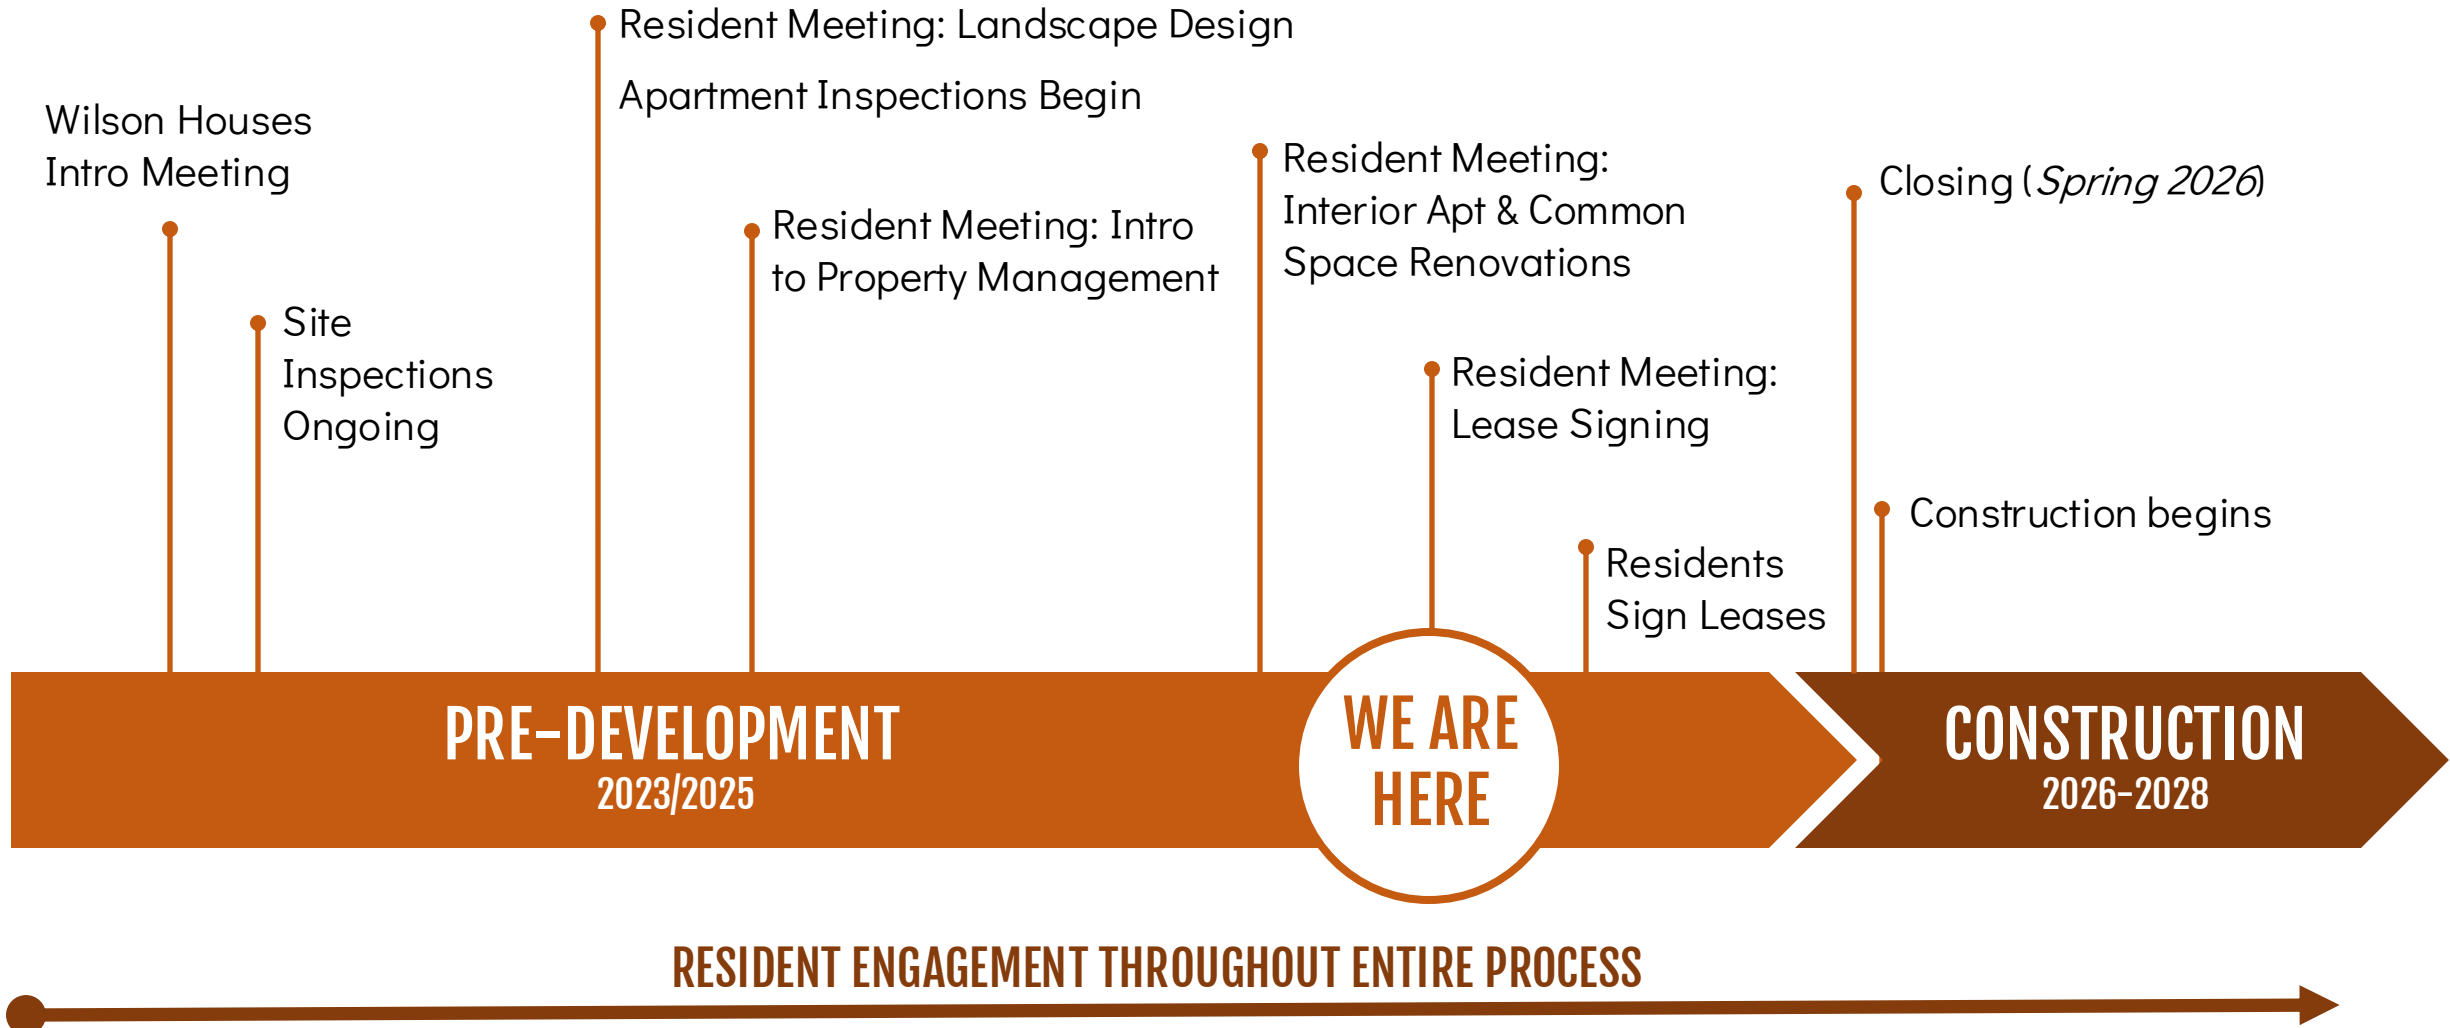 Resident Meeting: Landscape Design
Apartment Inspections Begin
Wilson Houses
Intro Meeting
Site
Inspections
Ongoing
Resident Meeting: Intro
to Property Management
Resident Meeting:
Interior Apt & Common
Space Renovations
Resident Meeting:
Lease Signing
Residents
Sign Leases
Closing (Spring 2026)
Construction begins
PRE-DEVELOPMENT
2023/2025
WE ARE
HERE
CONSTRUCTION
2026-2028
RESIDENT ENGAGEMENT THROUGHOUT ENTIRE PROCESS